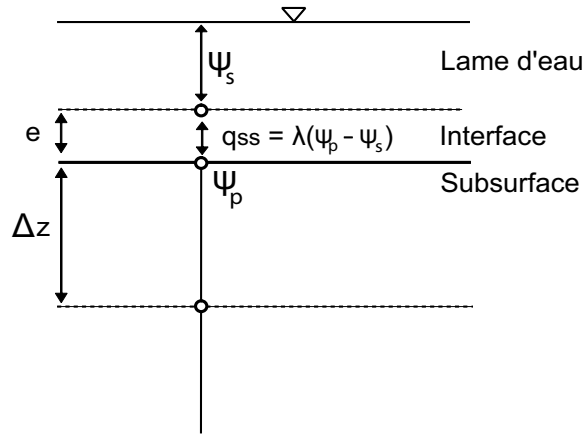 Ψs
Lame d'eau
e
qss = λ(Ψp - Ψs)
Interface
Ψp
Subsurface
Δz